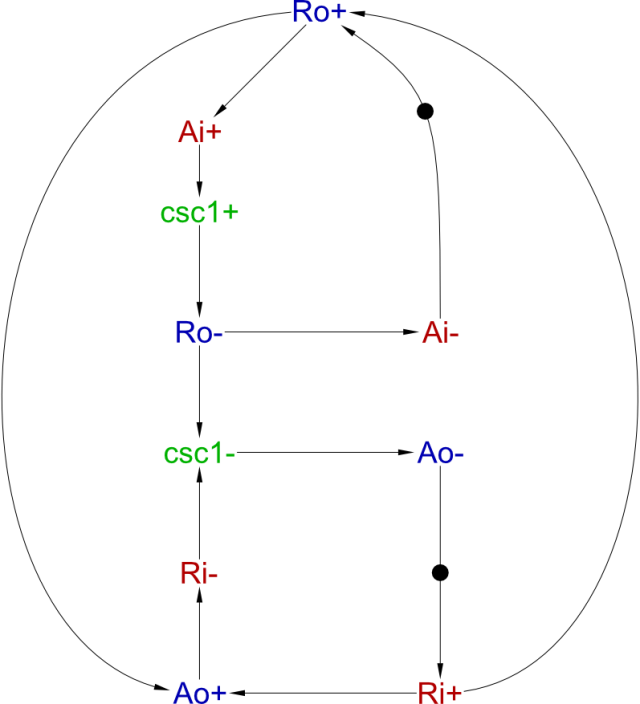 Ro+
Ai+
csc1+
Ro-
Ai-
csc1-
Ao-
Ri-
Ao+
Ri+